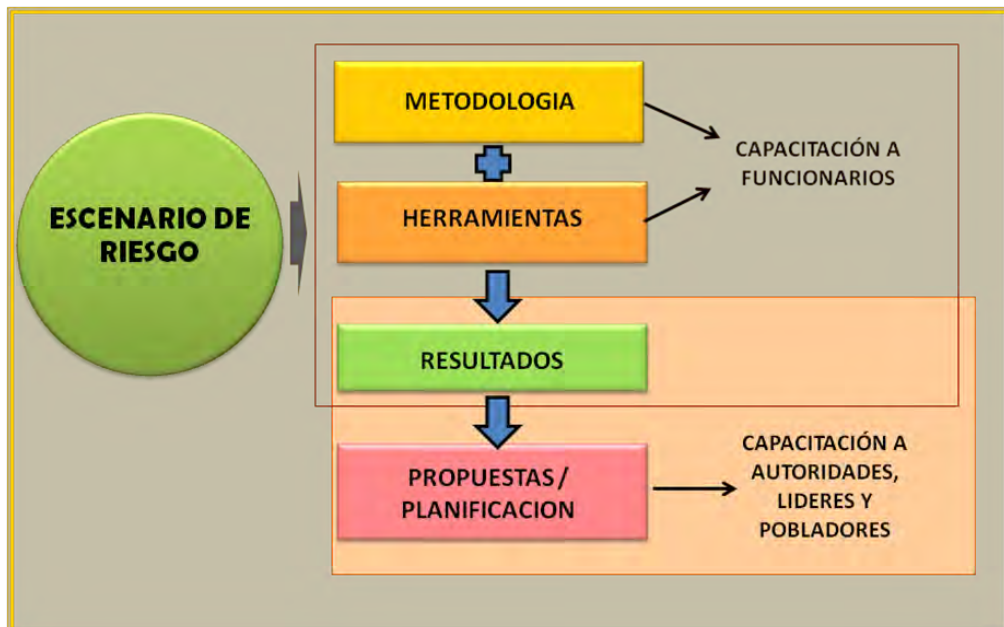 METODOLOGIA
CAPACITACIÓN A
FUNCIONARIOS
HERRAMIENTAS
ESCENARIO DE
RIESGO
RESULTADOS
PROPUESTAS /
PLANIFICACION
CAPACITACIÓN A
AUTORIDADES,
LIDERES Y
POBLADORES